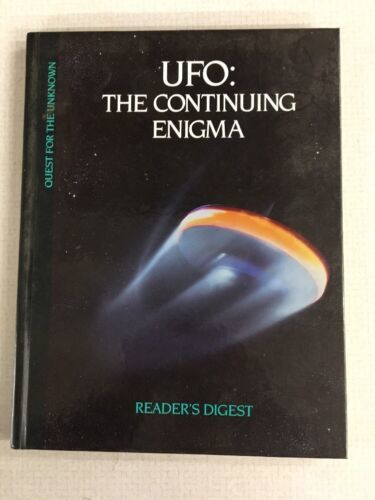 UFO:
THE CONTINUING
ENIGMA
QUEST FOR THE UNKNOWN
READER'S DIGEST